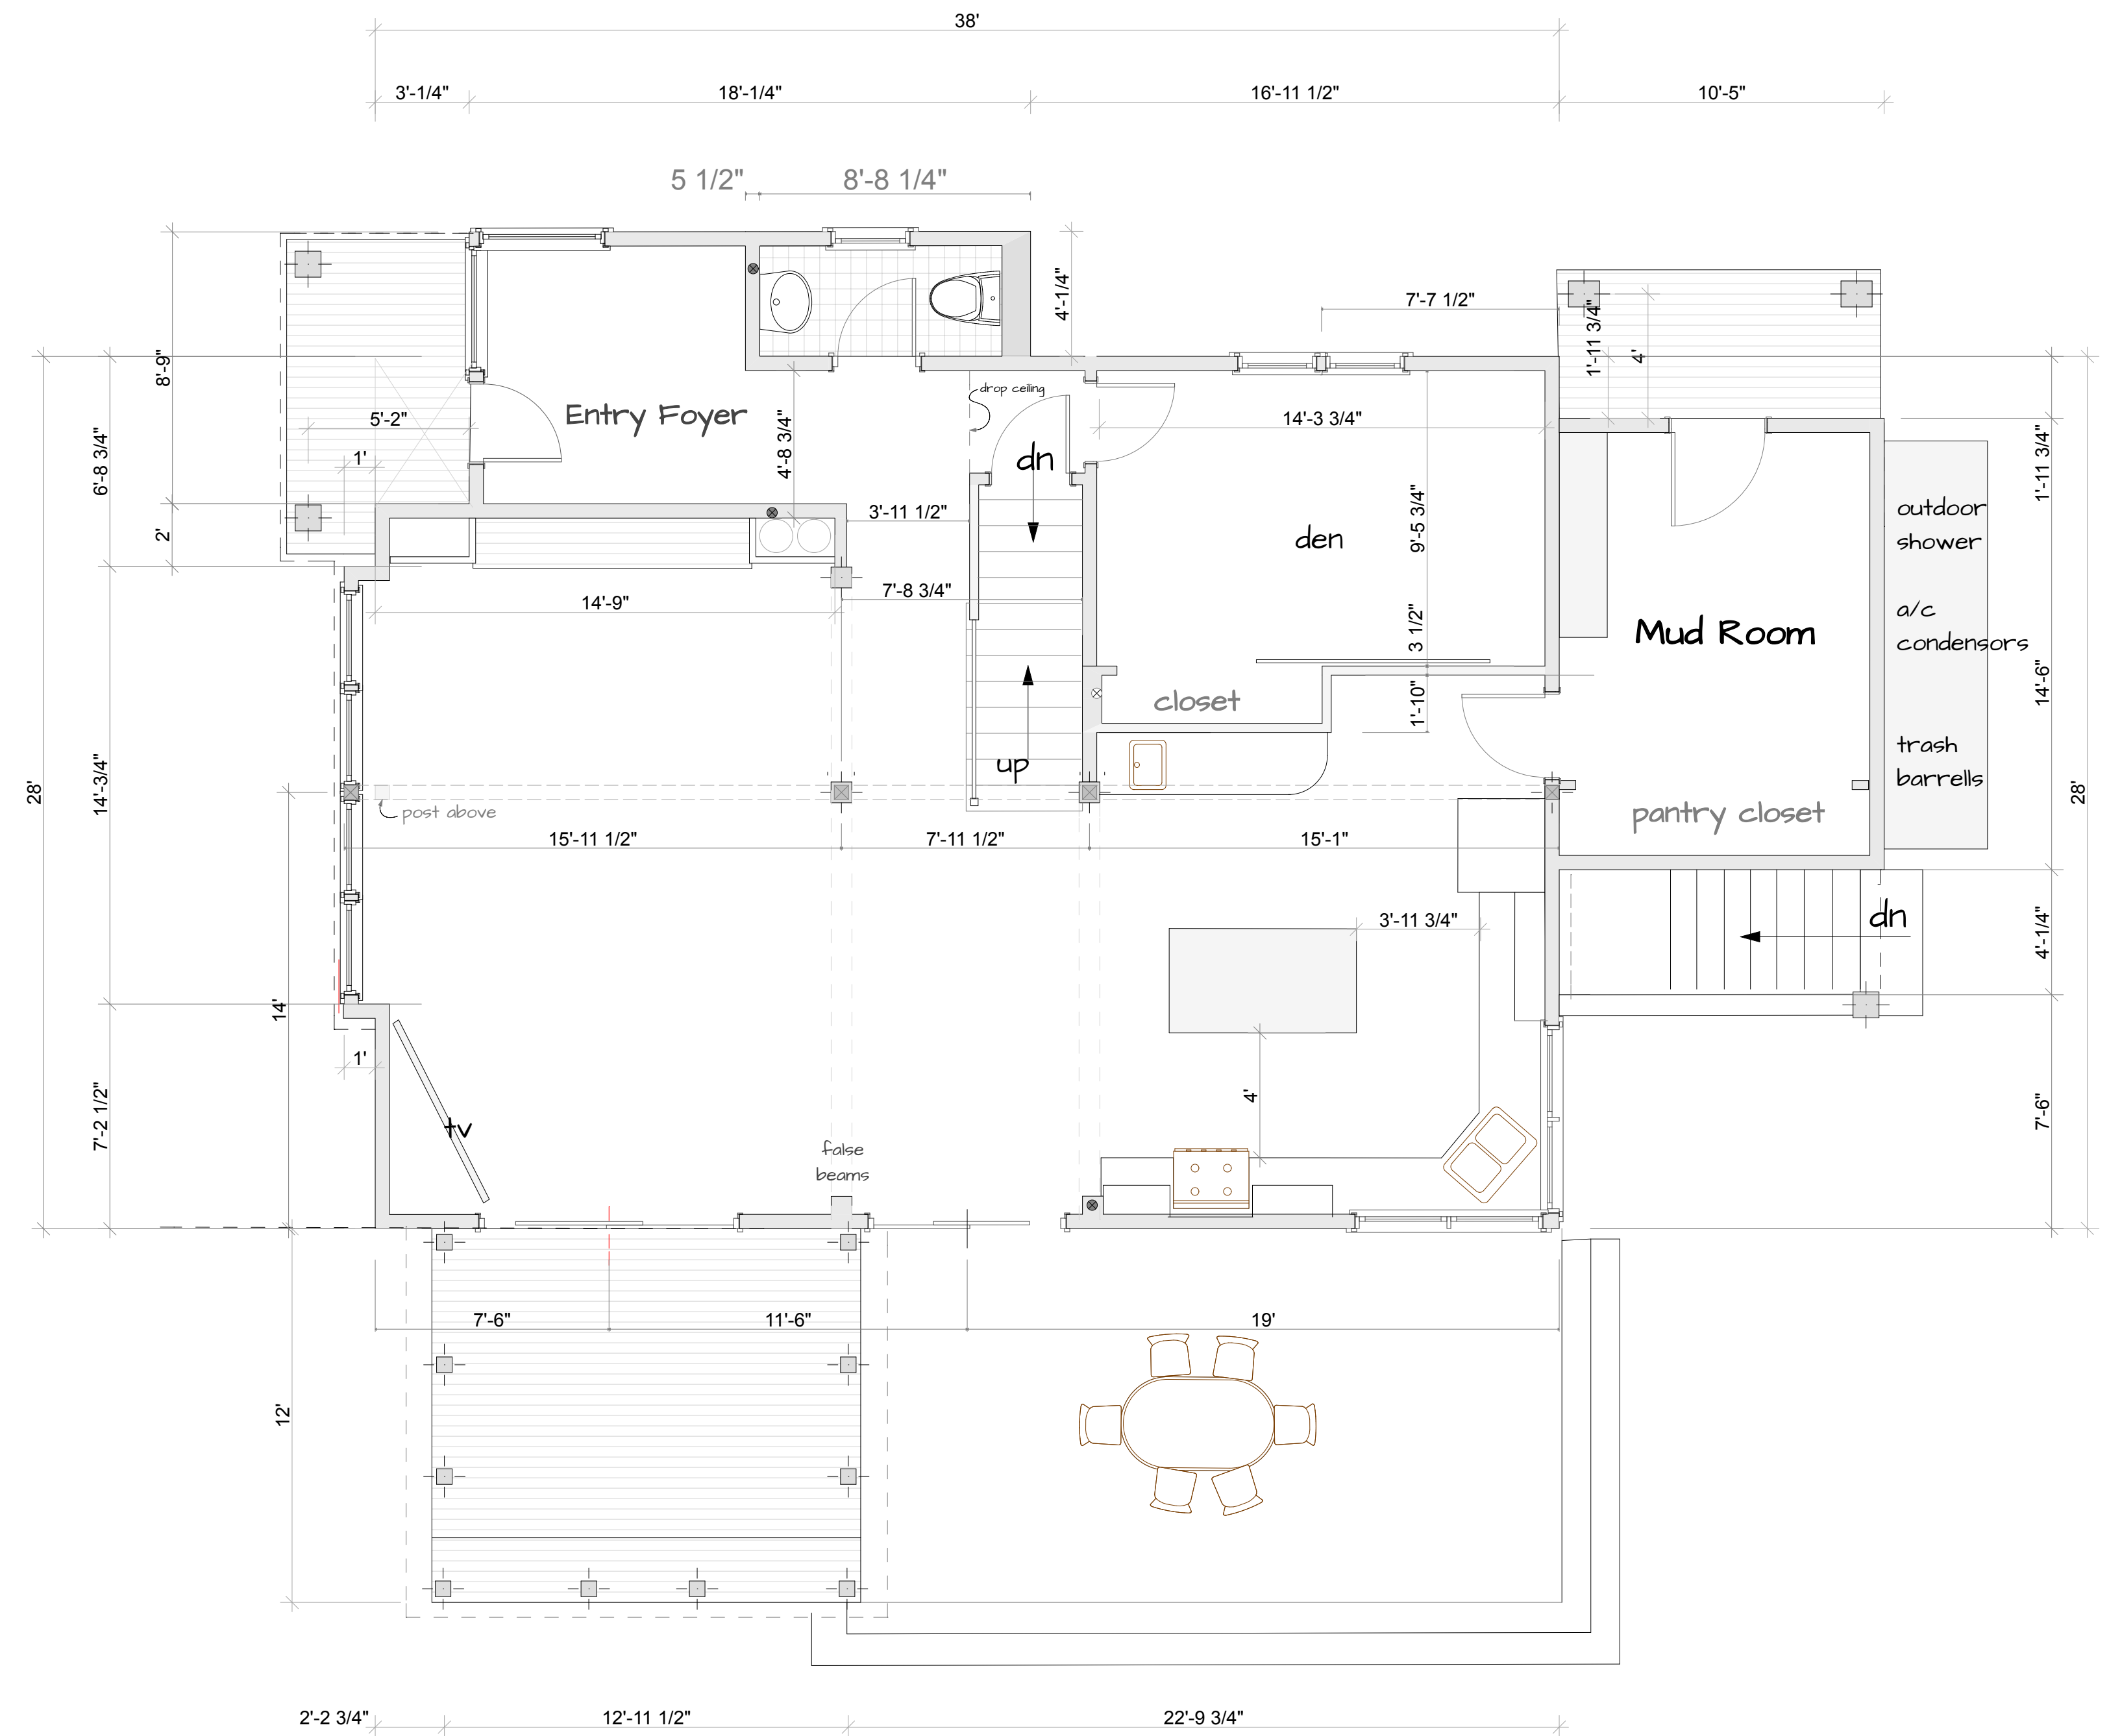 38'
3'-1/4"
18'-1/4"
16'-11 1/2"
10'-5"
5 1/2"
8'-8 1/4"
4'-1/4"
7'-7 1/2"
1'-11 3/4"
4'
8'-9"
drop ceiling
5'-2"
Entry Foyer
4'-8 3/4"
14'-3 3/4"
dn
1'
6'-8 3/4"
1'-11 3/4"
2'
3'-11 1/2"
9'-5 3/4"
den
outdoor
shower
7'-8 3/4"
14'-9"
3 1/2"
Mud Room
a/c
condensors
closet
1'-10"
14'-6"
up
trash
barrells
28'
14'-3/4"
28'
post above
pantry closet
15'-11 1/2"
7'-11 1/2"
15'-1"
3'-11 3/4"
dn
4'-1/4"
14'
1'
4'
7'-2 1/2"
7'-6"
tv
false
beams
7'-6"
11'-6"
19'
12'
2'-2 3/4"
12'-11 1/2"
22'-9 3/4"